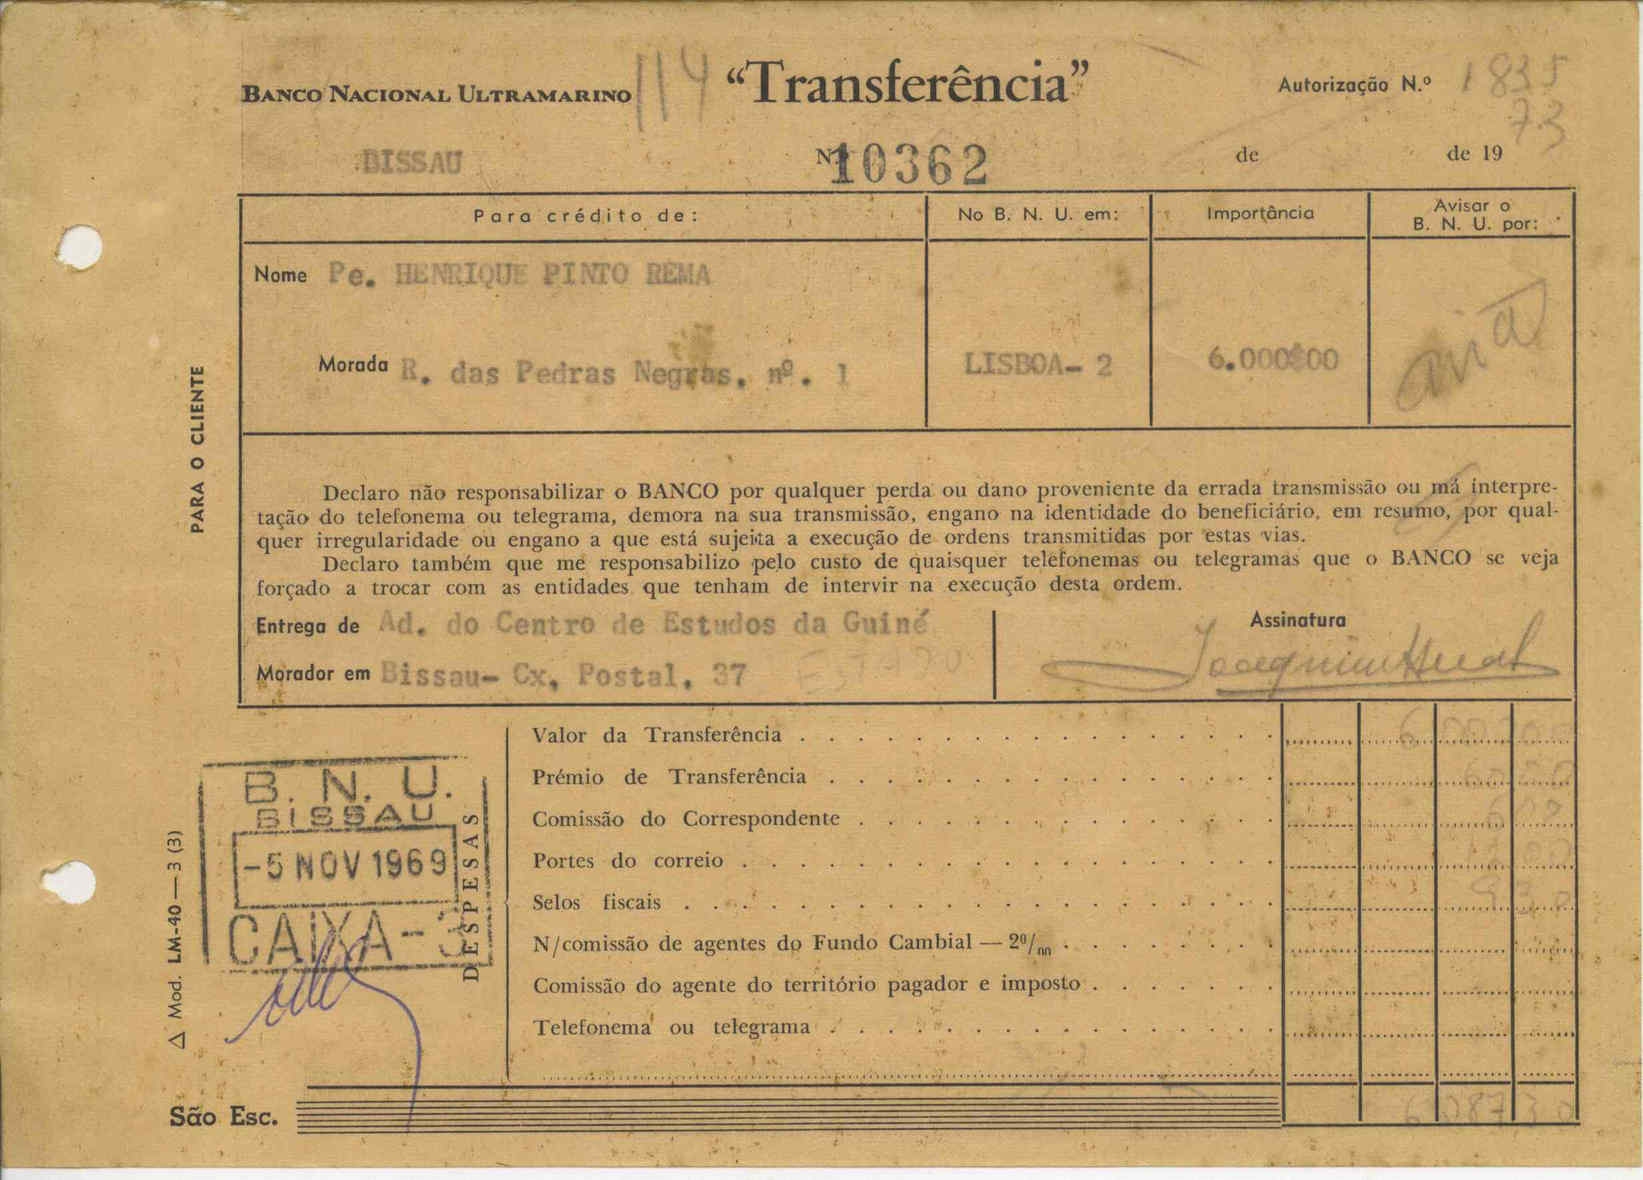 BANCO NACIONAL ULTRAMARINO
114
“Transferência”
Autorização N.º 1835
73
BISSAU
Nº 10362
de
de 19
Para crédito de:
No B. N. U. em:
Importância
Avisar o
B. N. U. por:
Nome Pe. HENRIQUE PINTO REMA
Morada R. das Pedras Negras, nº. 1
LISBOA- 2
6.000$00
PARA O CLIENTE
Declaro não responsabilizar o BANCO por qualquer perda ou dano proveniente da errada transmissão ou má interpre-
tação do telefonema ou telegrama, demora na sua transmissão, engano na identidade do beneficiário, em resumo, por qual-
quer irregularidade ou engano a que está sujeita a execução de ordens transmitidas por estas vias.
Declaro também que me responsabilizo pelo custo de quaisquer telefonemas ou telegramas que o BANCO se veja
forçado a trocar com as entidades que tenham de intervir na execução desta ordem.
Entrega de Ad. do Centro de Estudos da Guiné
Morador em Bissau- Cx. Postal, 37
Assinatura
B. N. U.
BISSAU
-5 NOV 1969
CAIXA-3
DESPESAS
Valor da Transferência
Prémio de Transferência
Comissão do Correspondente
Portes do correio
Selos fiscais
N/comissão de agentes do Fundo Cambial — 2⁰/₀₀
Comissão do agente do território pagador e imposto
Telefonema ou telegrama
△ Mod. LM-40 — 3 (3)
São Esc.